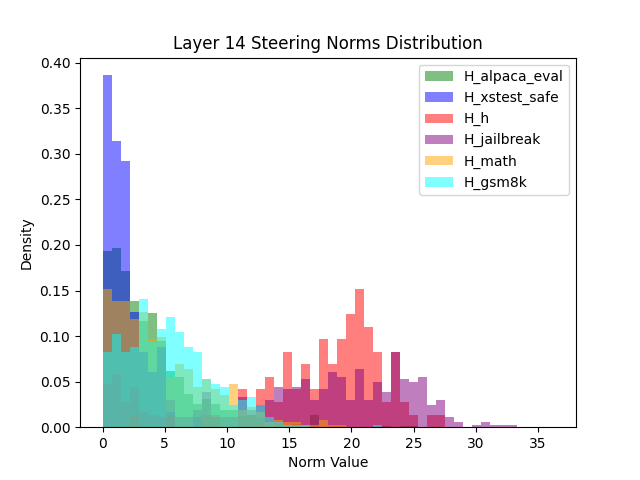 Layer 14 Steering Norms Distribution
0.40
0.35
0.30
0.25
0.20
0.15
0.10
0.05
0.00
Density
H_alpaca_eval
H_xstest_safe
H_h
H_jailbreak
H_math
H_gsm8k
0 5 10 15 20 25 30 35
Norm Value